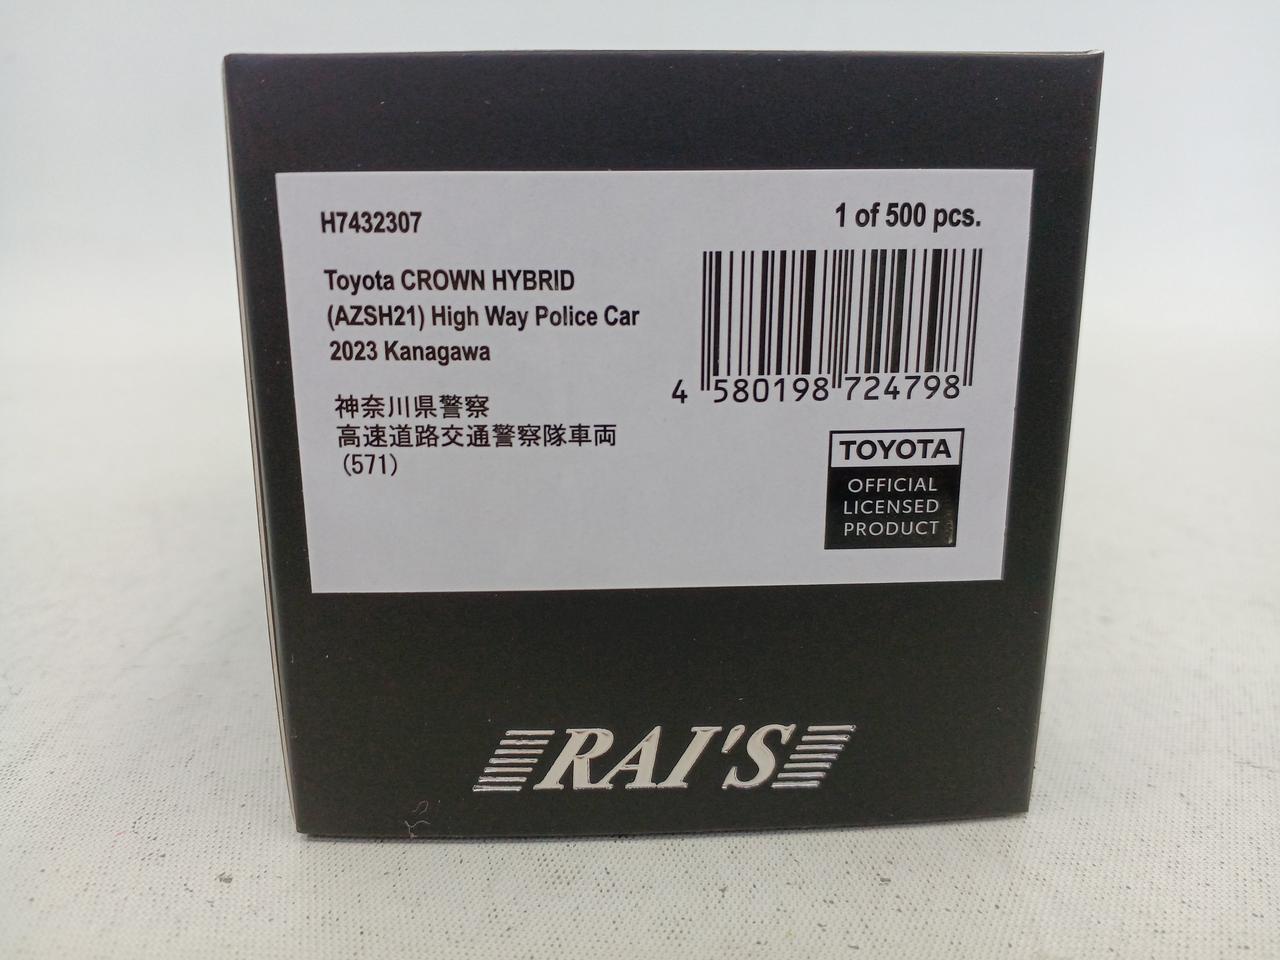 H7432307
1 of 500 pcs.
Toyota CROWN HYBRID
(AZSH21) High Way Police Car
2023 Kanagawa
神奈川県警察
高速道路交通警察隊車両
(571)
4 580198 724798
TOYOTA
OFFICIAL
LICENSED
PRODUCT
RAI'S